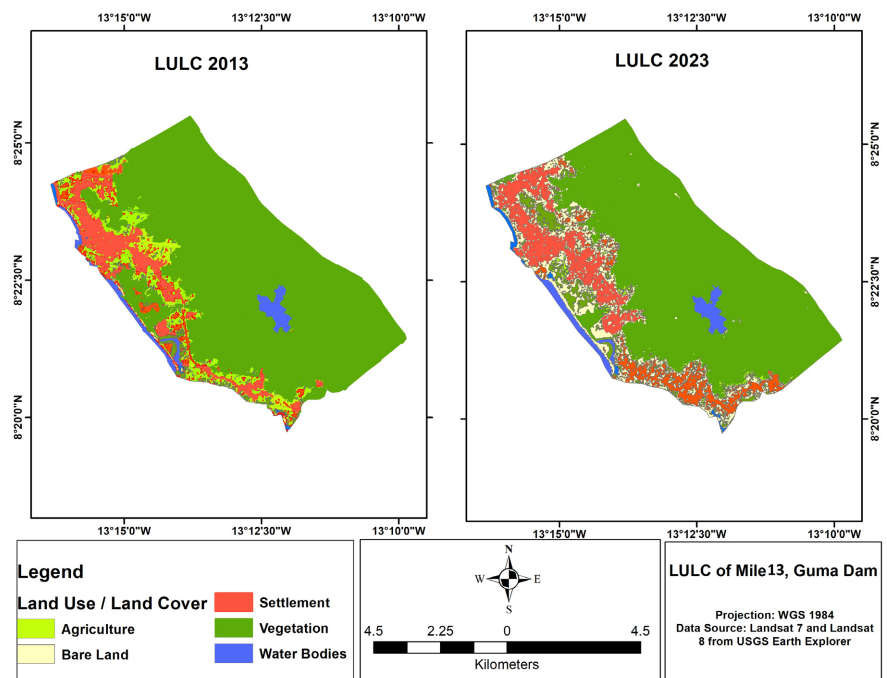 13°15'0"W 13°12'30"W 13°10'0"W 13°15'0"W 13°12'30"W 13°10'0"W
LULC 2013
LULC 2023
8°25'0"N
8°22'30"N
8°20'0"N
8°25'0"N
8°22'30"N
8°20'0"N
13°15'0"W 13°12'30"W 13°10'0"W 13°15'0"W 13°12'30"W 13°10'0"W
Legend
Land Use / Land Cover
Agriculture
Bare Land
Settlement
Vegetation
Water Bodies
N
W E
S
4.5 2.25 0 4.5
Kilometers
LULC of Mile13, Guma Dam
Projection: WGS 1984
Data Source: Landsat 7 and Landsat
8 from USGS Earth Explorer